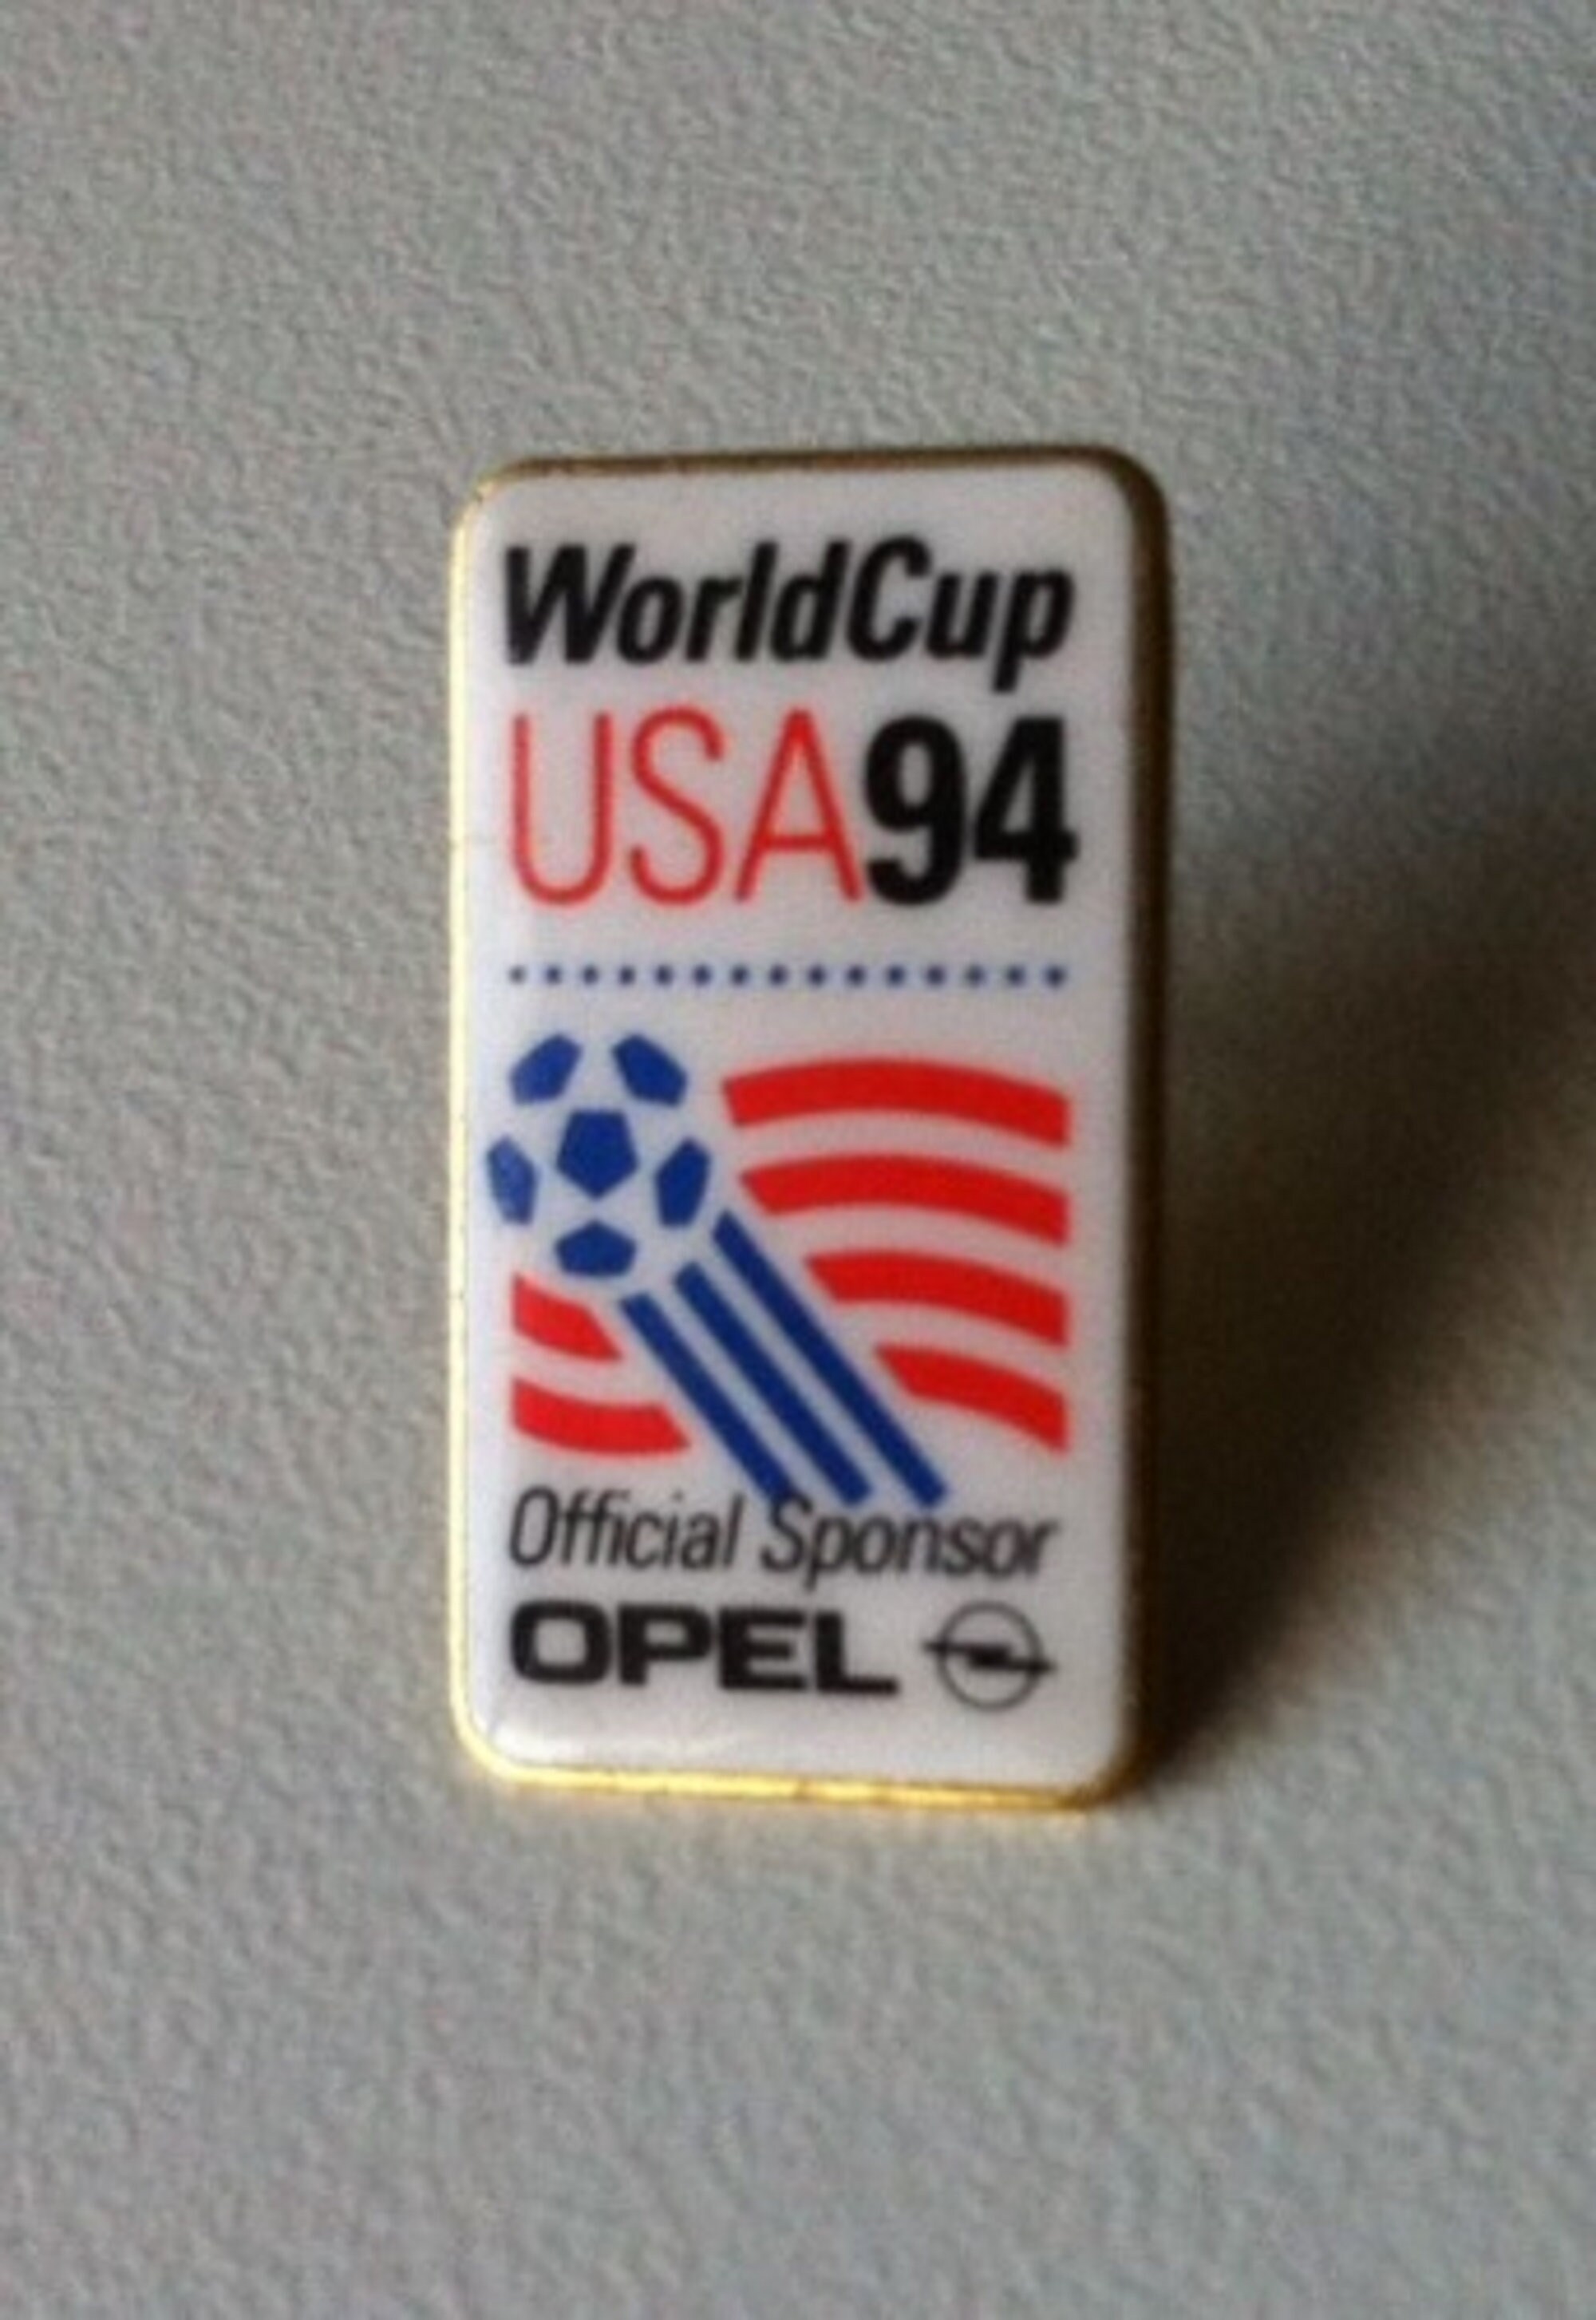 WorldCup
USA94
Official Sponsor
OPEL